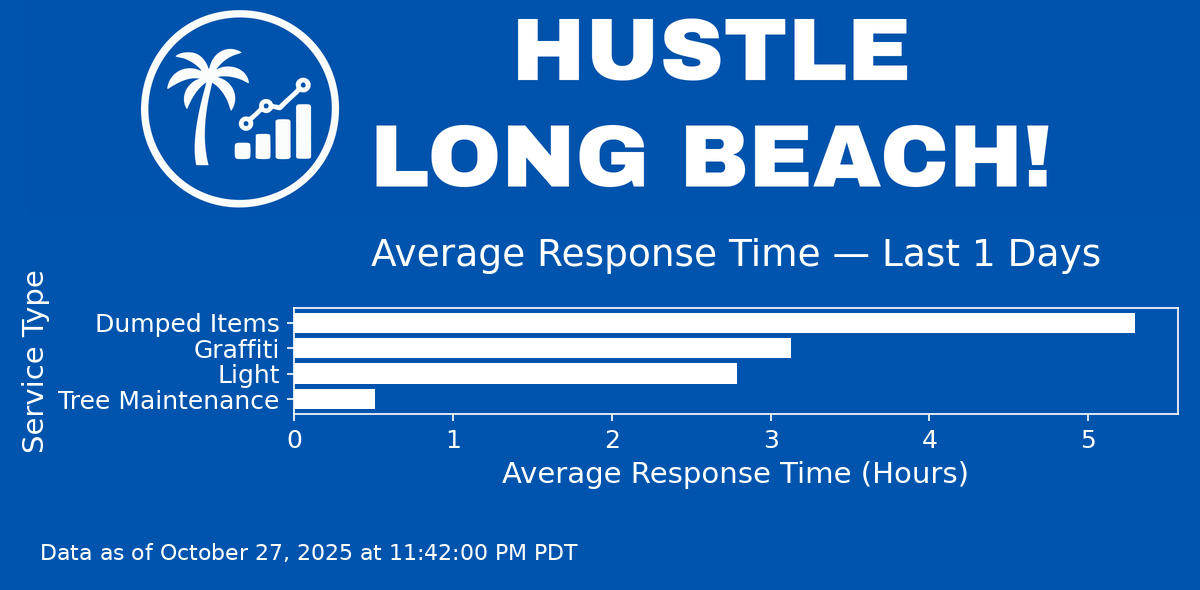 HUSTLE
LONG BEACH!
Average Response Time — Last 1 Days
Service Type
Dumped Items
Graffiti
Light
Tree Maintenance
0 1 2 3 4 5
Average Response Time (Hours)
Data as of October 27, 2025 at 11:42:00 PM PDT